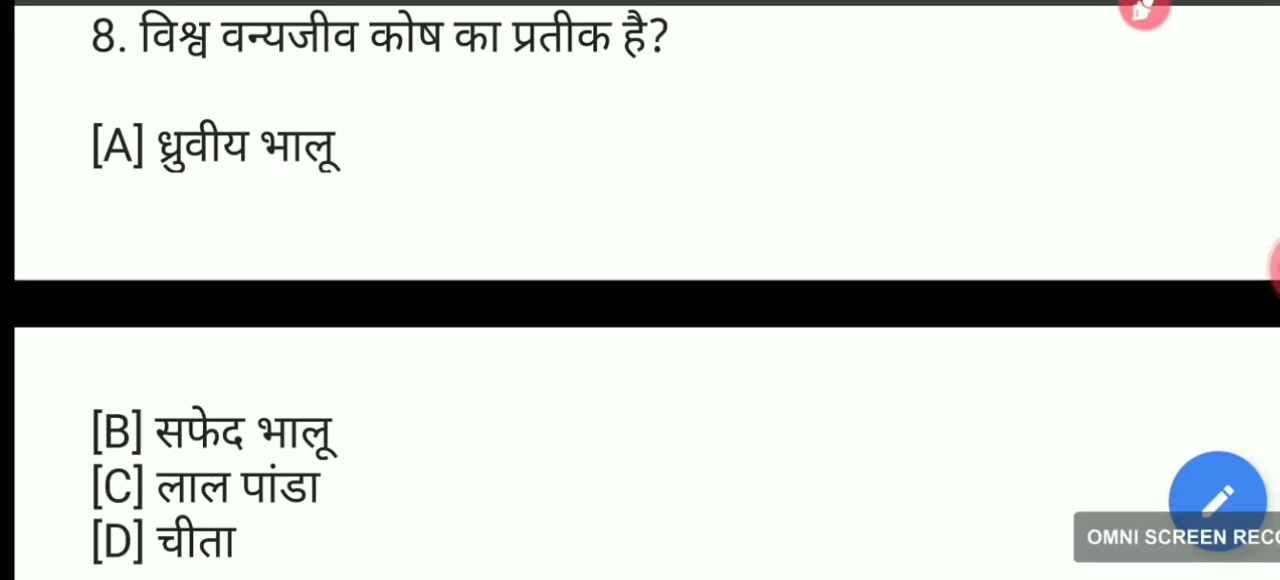 8. विश्व वन्यजीव कोष का प्रतीक है?
[A] ध्रुवीय भालू
[B] सफेद भालू
[C] लाल पांडा
[D] चीता
OMNI SCREEN REC